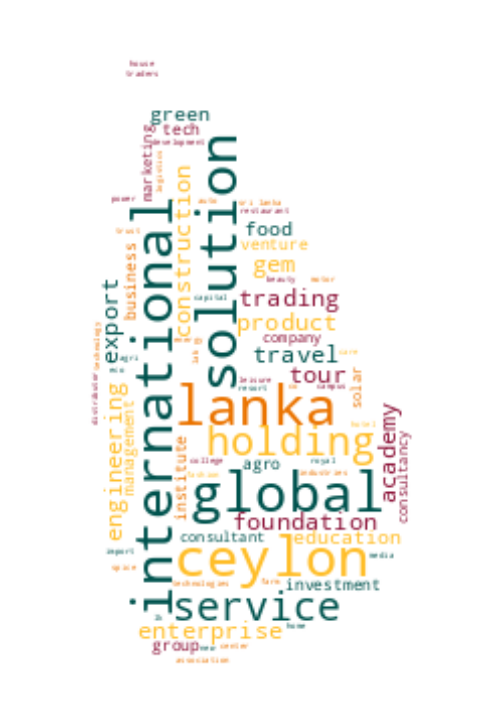 house
traders
green
tech
development
marketing
logistics
power
auto
sri lanka
restaurant
trust
construction
solution
international
food
venture
gem
business
beauty
motor
export
capital
trading
product
technology
distributor
company
lab
travel
care
agri
eco
tour
leisure
resort
campus
solar
lanka
engineering
management
holding
hotel
academy
consultancy
institute
college
agro
royal
fashion
industries
global
foundation
consultant
education
import
ceylon
media
spice
technologies
farm
investment
service
enterprise
home
group
new
center
association